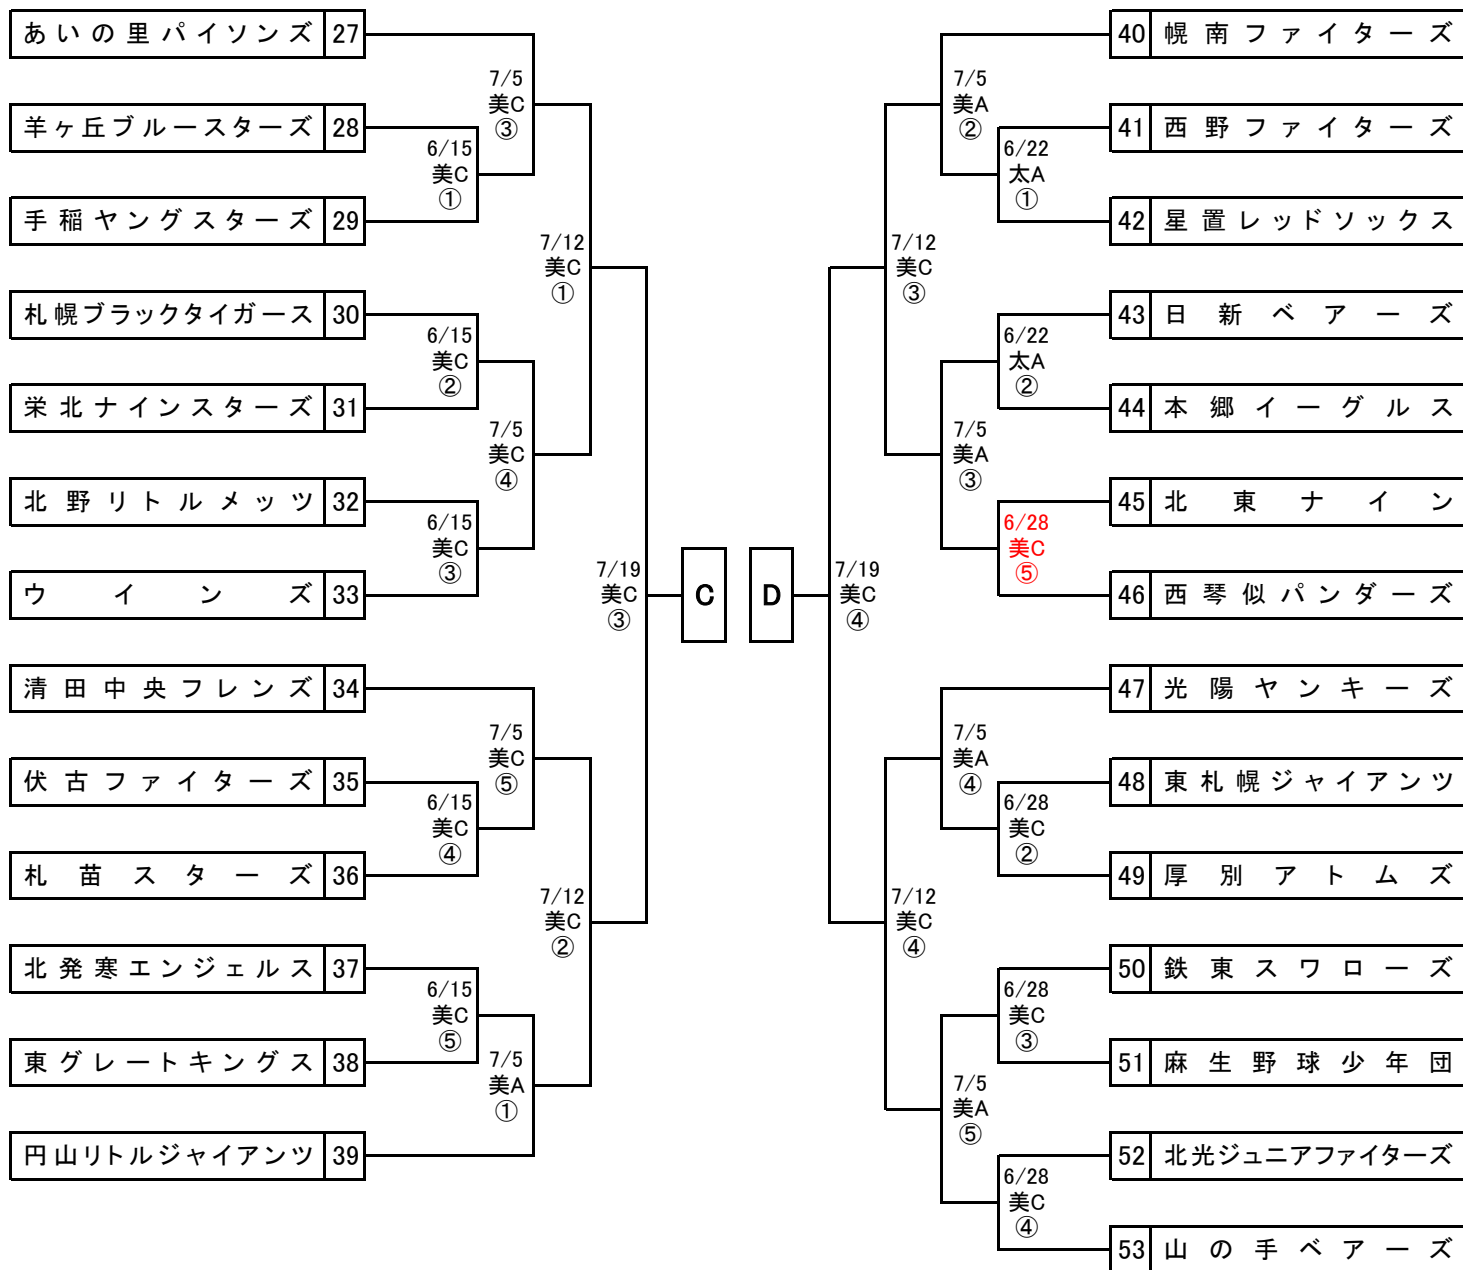 あいの里パイソンズ 27
羊ヶ丘ブルースターズ 28
手稲ヤングスターズ 29
札幌ブラックタイガース 30
栄北ナインスターズ 31
北野リトルメッツ 32
ウインズ 33
清田中央フレンズ 34
伏古ファイターズ 35
札苗スターズ 36
北発寒エンジェルス 37
東グレートキングス 38
円山リトルジャイアンツ 39
6/15
美C
①
6/15
美C
②
6/15
美C
③
6/15
美C
④
6/15
美C
⑤
7/5
美C
③
7/5
美C
④
7/5
美C
⑤
7/5
美A
①
7/12
美C
①
7/12
美C
②
7/19
美C
③
C
D
7/19
美C
④
7/12
美C
③
7/12
美C
④
7/5
美A
②
7/5
美A
③
7/5
美A
④
7/5
美A
⑤
6/22
太A
①
6/22
太A
②
6/28
美C
⑤
6/28
美C
②
6/28
美C
③
6/28
美C
④
40 幌南ファイターズ
41 西野ファイターズ
42 星置レッドソックス
43 日新ベアーズ
44 本郷イーグルス
45 北東ナイン
46 西琴似パンダーズ
47 光陽ヤンキーズ
48 東札幌ジャイアンツ
49 厚別アトムズ
50 鉄東スワローズ
51 麻生野球少年団
52 北光ジュニアファイターズ
53 山の手ベアーズ